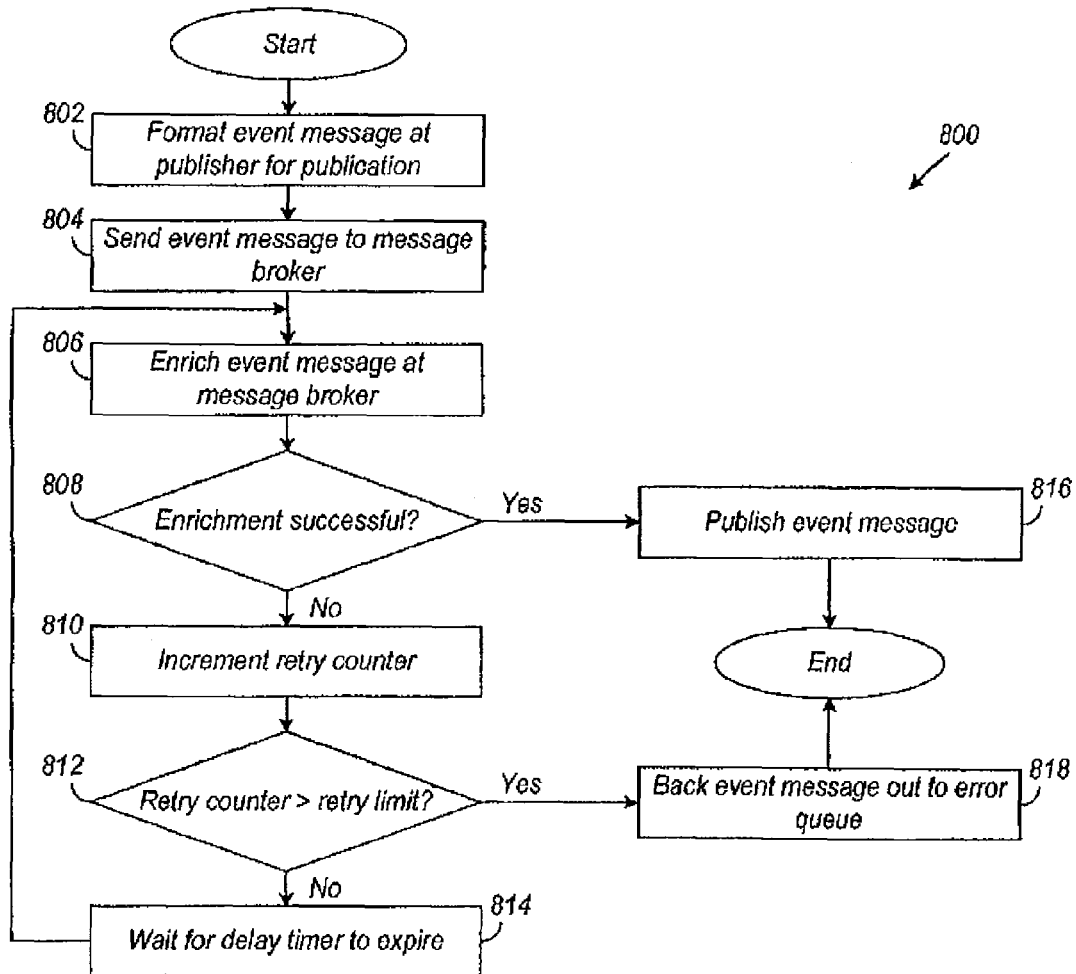 Start
802
Format event message at
publisher for publication
800
804
Send event message to message
broker
806
Enrich event message at
message broker
808
Enrichment successful?
Yes
Publish event message
816
No
810
Increment retry counter
End
812
Retry counter > retry limit?
Yes
Back event message out to error
queue
818
No
814
Wait for delay timer to expire